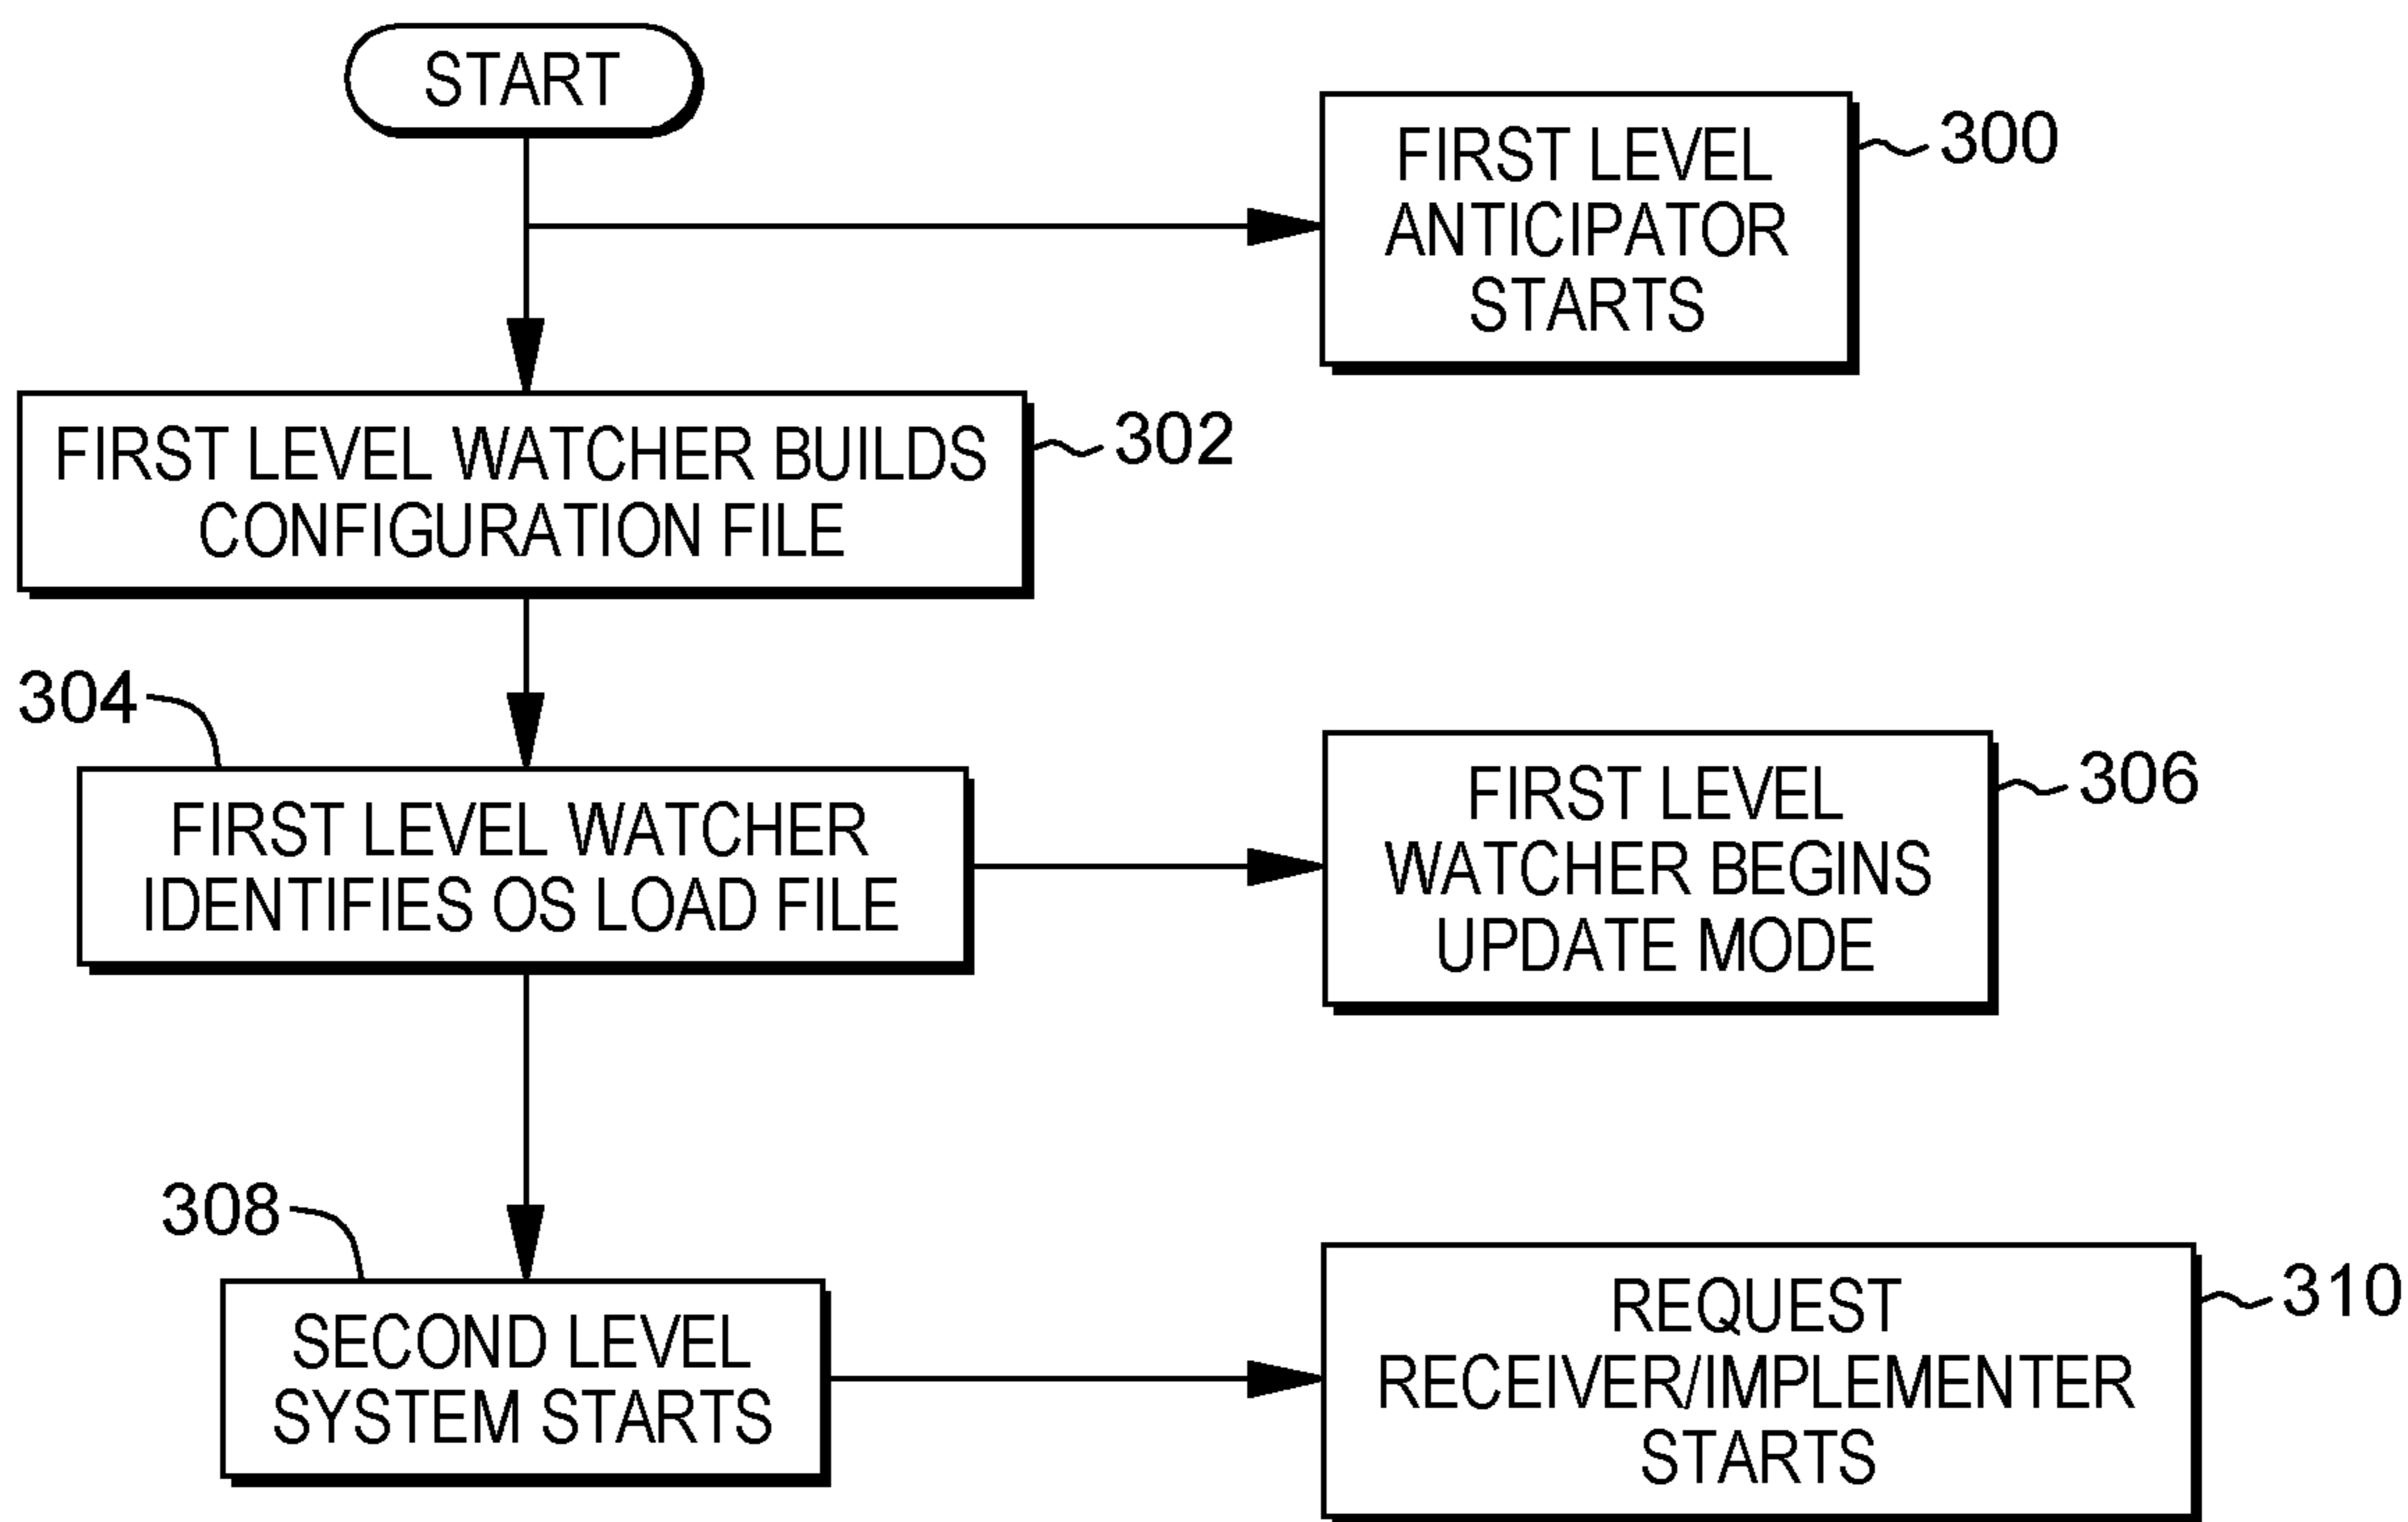 START
FIRST LEVEL
ANTICIPATOR
STARTS
300
FIRST LEVEL WATCHER BUILDS
CONFIGURATION FILE
302
304
FIRST LEVEL WATCHER
IDENTIFIES OS LOAD FILE
FIRST LEVEL
WATCHER BEGINS
UPDATE MODE
306
308
SECOND LEVEL
SYSTEM STARTS
REQUEST
RECEIVER/IMPLEMENTER
STARTS
310